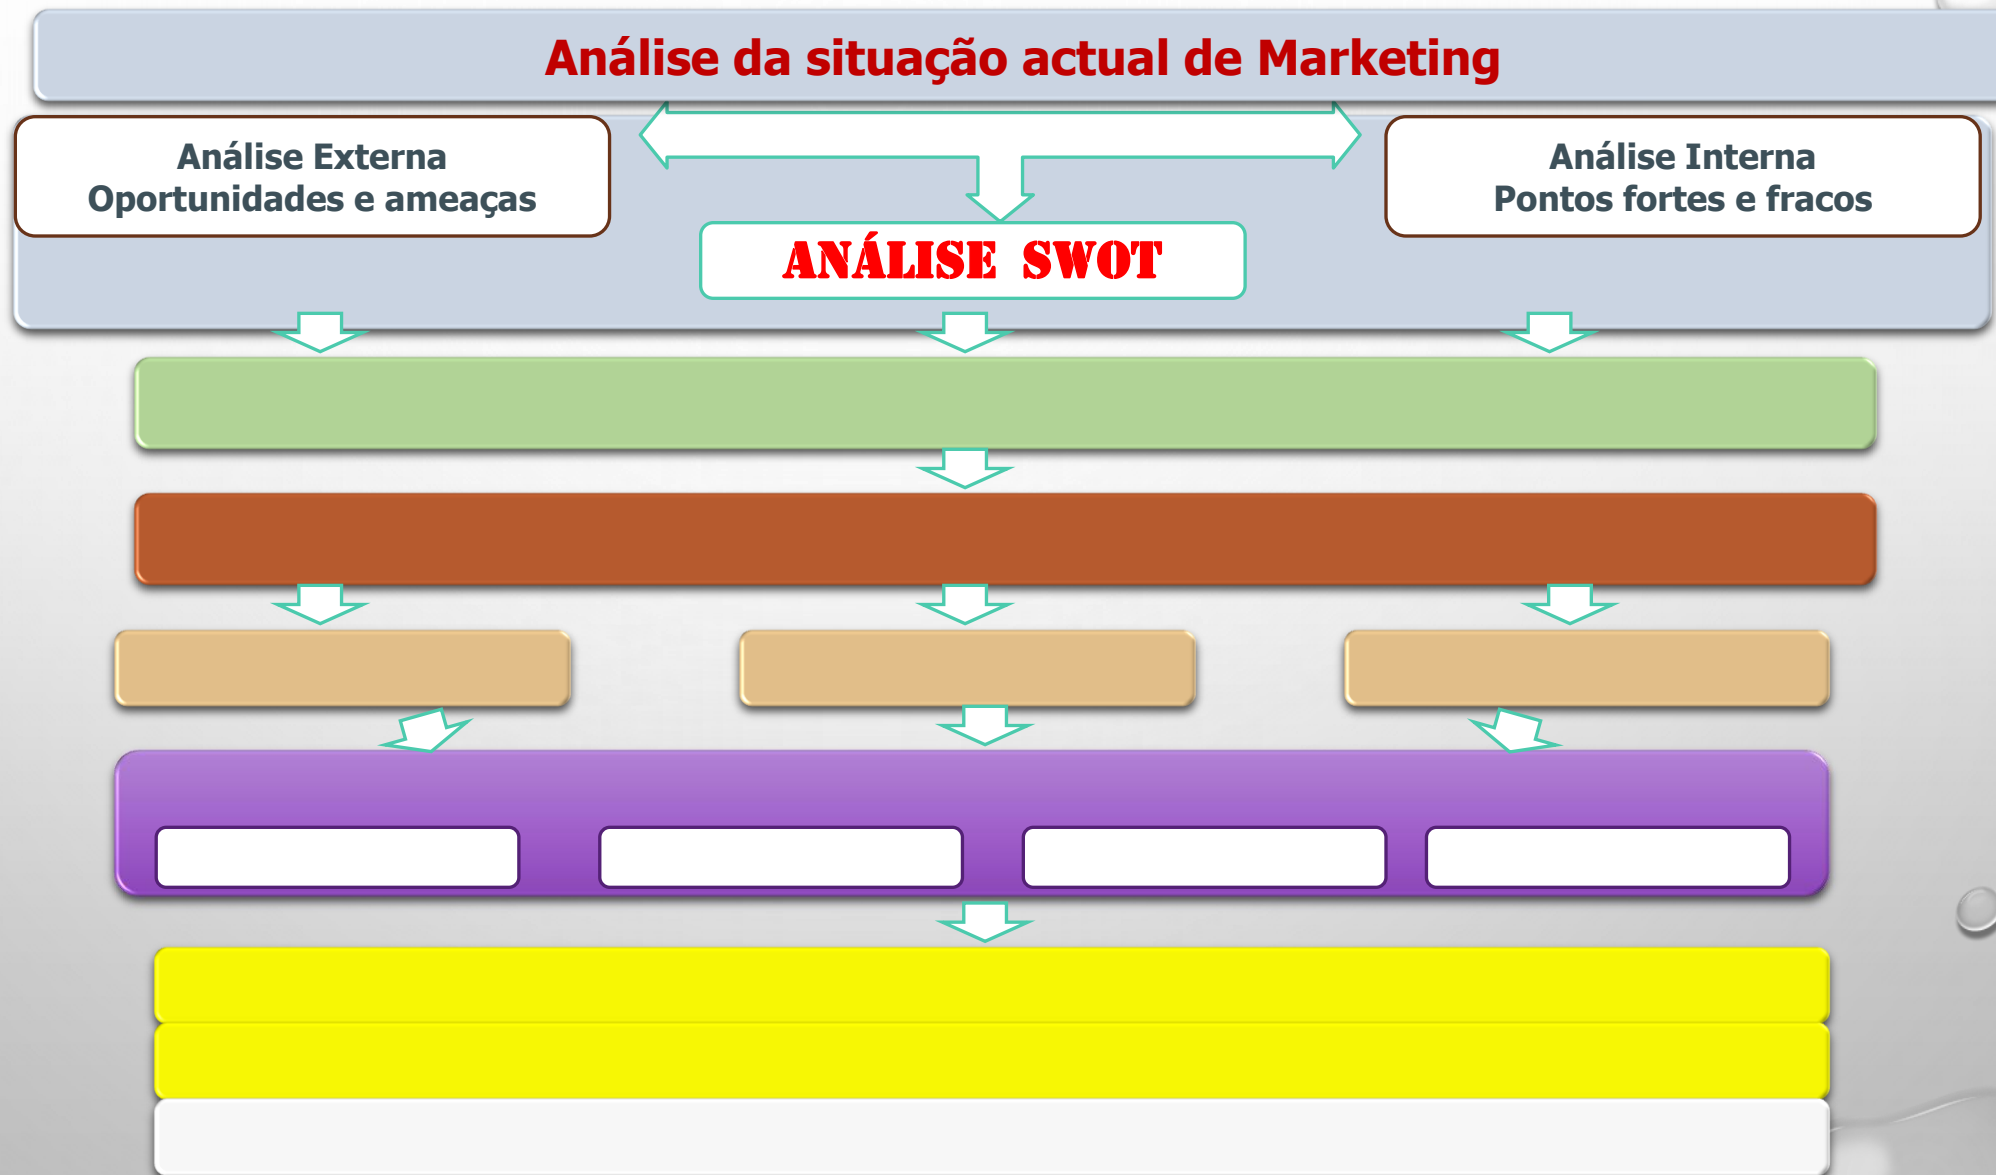 Análise da situação actual de Marketing
Análise Externa
Oportunidades e ameaças
Análise Interna
Pontos fortes e fracos
ANÁLISE SWOT